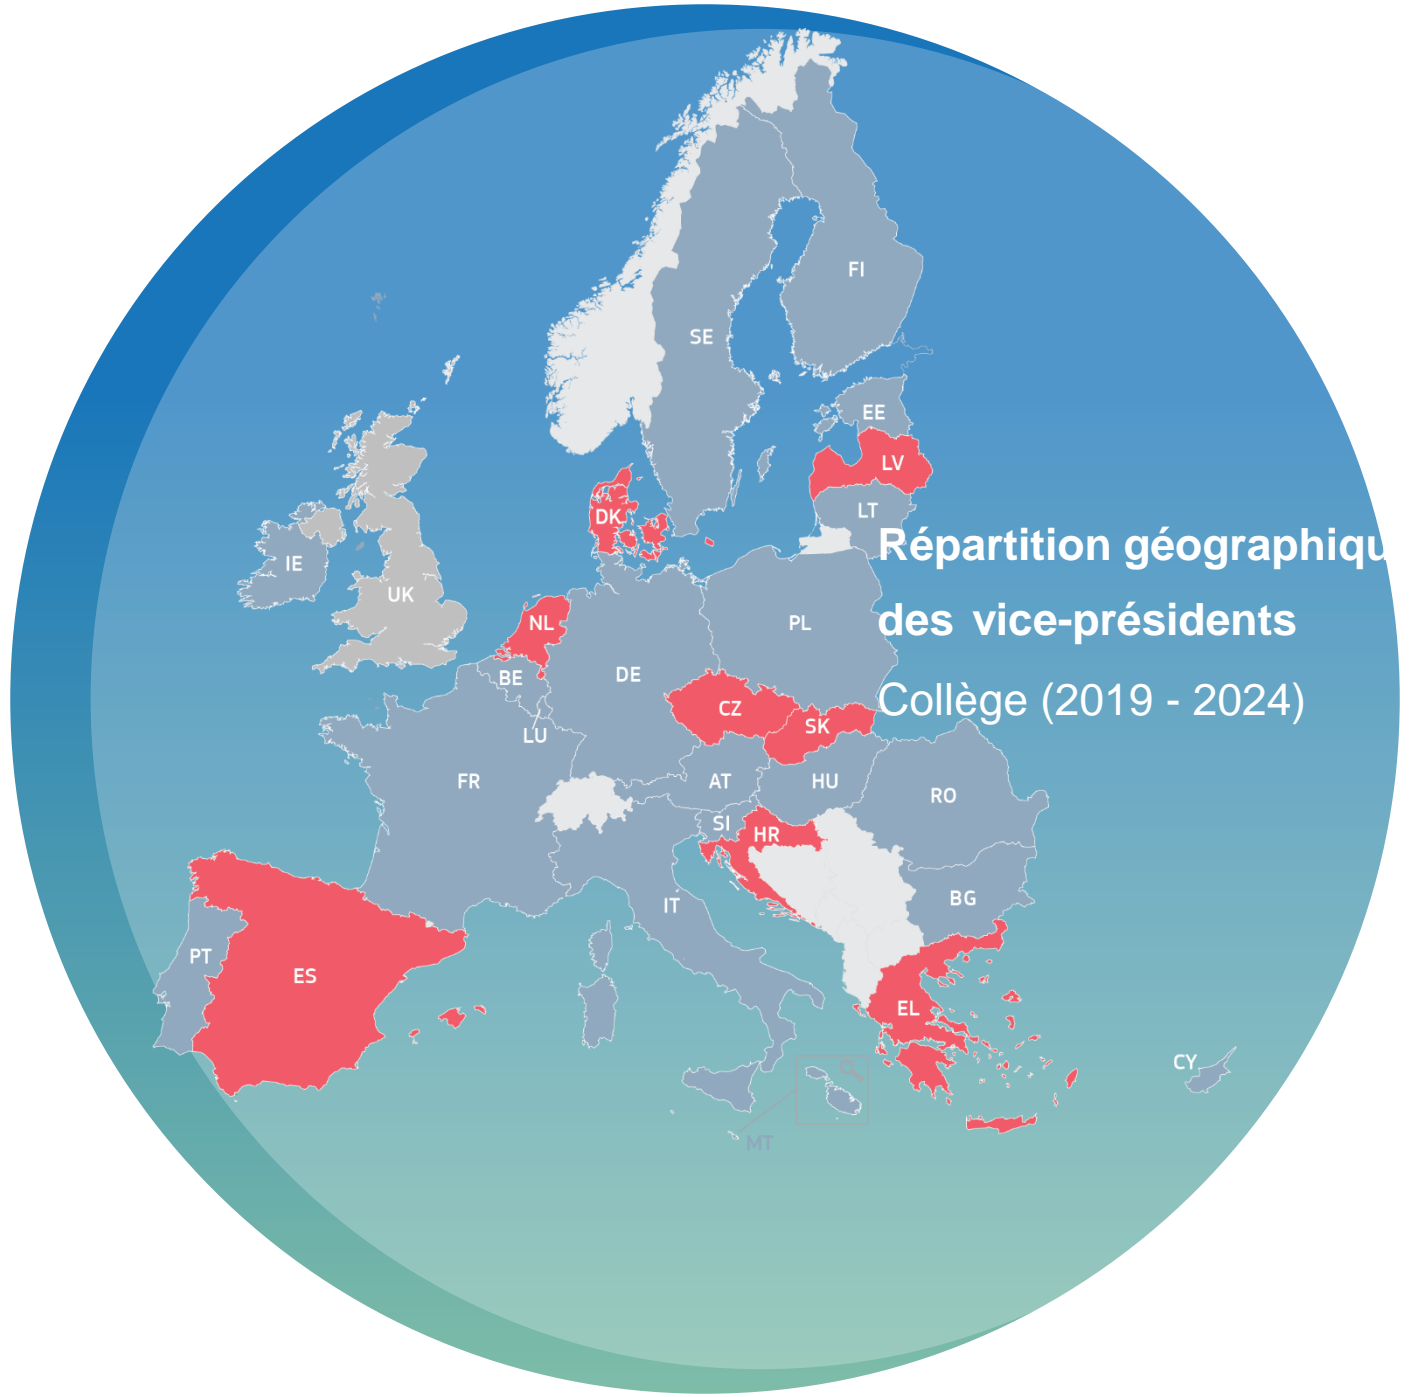 FI
SE
EE
LV
LT
DK
IE
UK
NL
PL
BE
DE
CZ
SK
LU
FR
AT
HU
RO
SI
HR
IT
BG
PT
ES
EL
CY
MT
Répartition géographiqu
des vice-présidents
Collège (2019 - 2024)